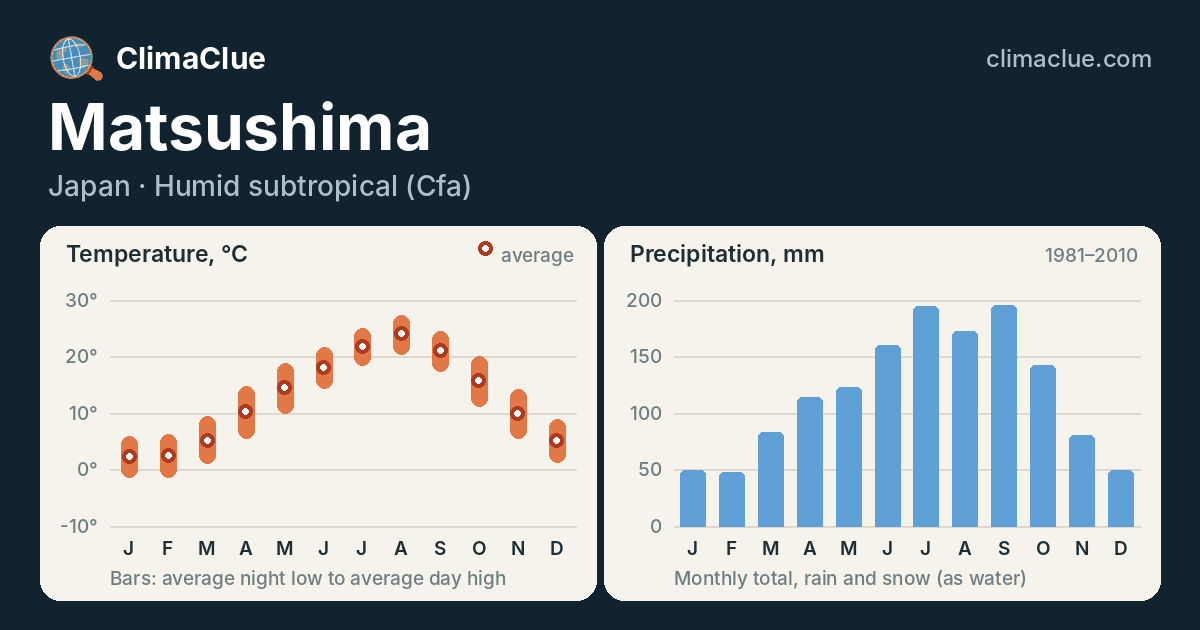 ClimaClue
climaclue.com
Matsushima
Japan · Humid subtropical (Cfa)
Temperature, °C
average
30°
20°
10°
0°
-10°
J F M A M J J A S O N D
Bars: average night low to average day high
Precipitation, mm
1981–2010
200
150
100
50
0
J F M A M J J A S O N D
Monthly total, rain and snow (as water)